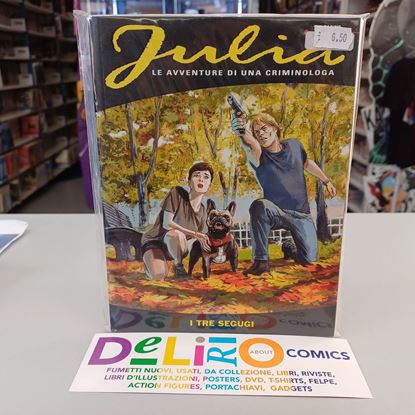 Julia
6,50
LE AVVENTURE DI UNA CRIMINOLOGA
I TRE SEGUGI
DeLiRiO ABOUT COMICS
FUMETTI NUOVI, USATI, DA COLLEZIONE, LIBRI, RIVISTE,
LIBRI D'ILLUSTRAZIONI, POSTERS, DVD, T-SHIRTS, FELPE,
ACTION FIGURES, PORTACHIAVI, GADGETS